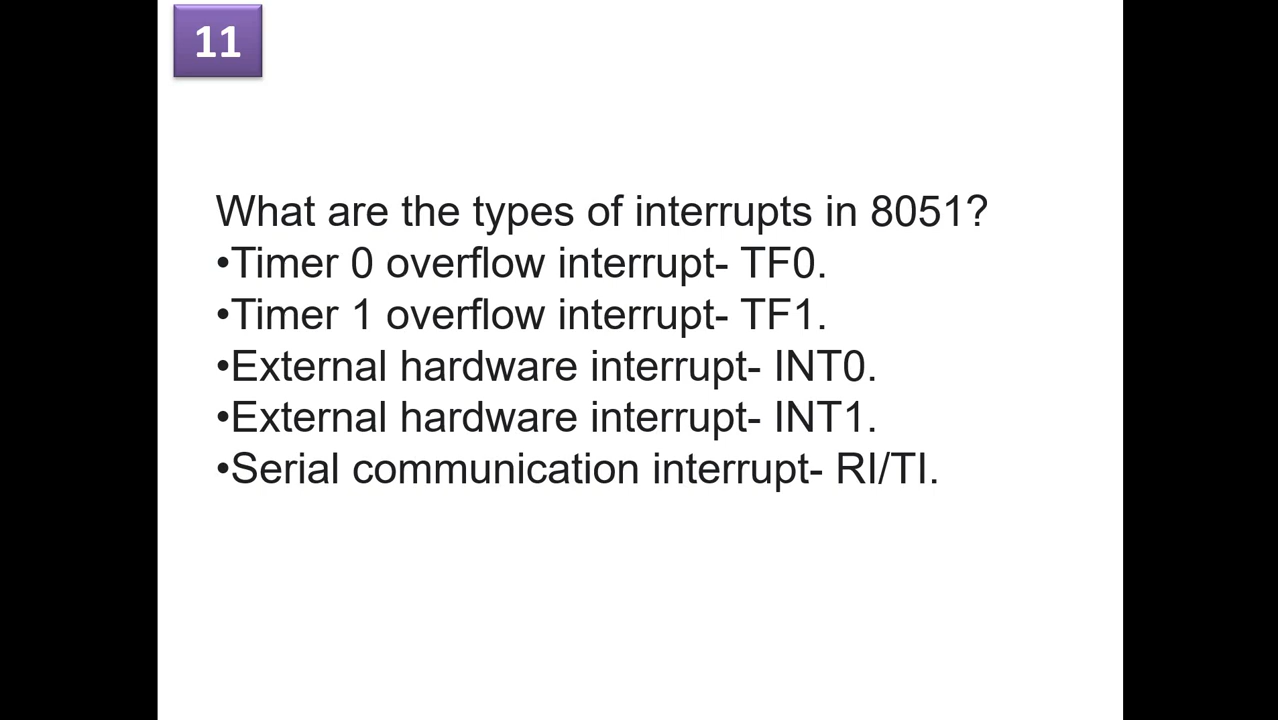 11
What are the types of interrupts in 8051?
•Timer 0 overflow interrupt- TF0.
•Timer 1 overflow interrupt- TF1.
•External hardware interrupt- INT0.
•External hardware interrupt- INT1.
•Serial communication interrupt- RI/TI.